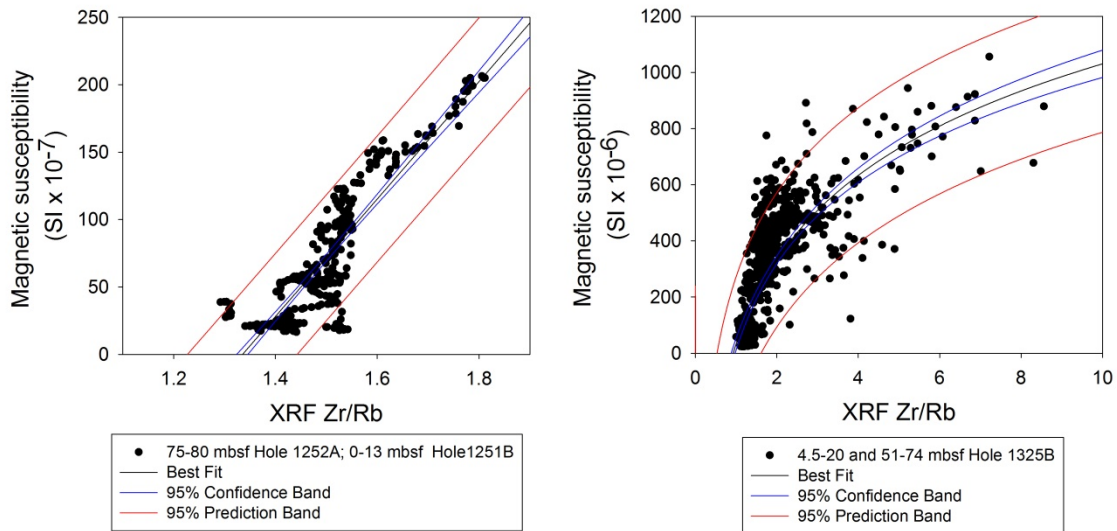 250
200
150
100
50
0
Magnetic susceptibility
(SI x 10-7)
1.2
1.4
1.6
1.8
XRF Zr/Rb
75-80 mbsf Hole 1252A; 0-13 mbsf Hole1251B
Best Fit
95% Confidence Band
95% Prediction Band
1200
1000
800
600
400
200
0
Magnetic susceptibility
(SI x 10-6)
0
2
4
6
8
10
XRF Zr/Rb
4.5-20 and 51-74 mbsf Hole 1325B
Best Fit
95% Confidence Band
95% Prediction Band